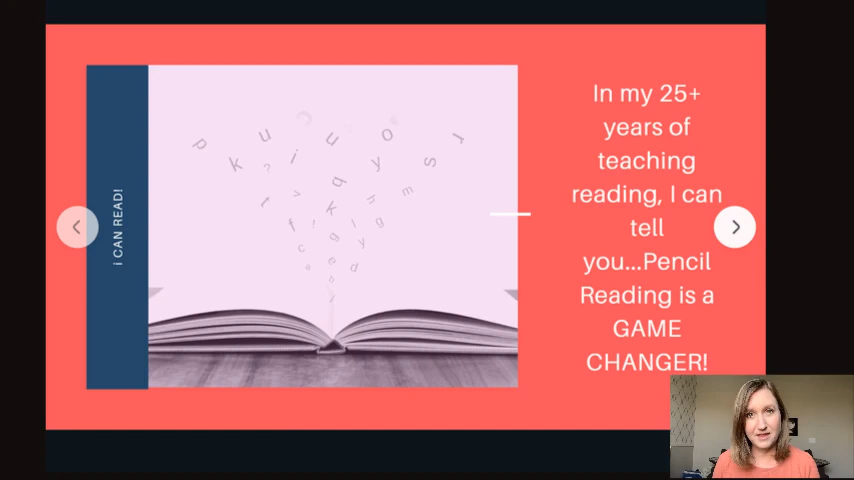 i CAN READ!
In my 25+
years of
teaching
reading, I can
tell
you...Pencil
Reading is a
GAME
CHANGER!